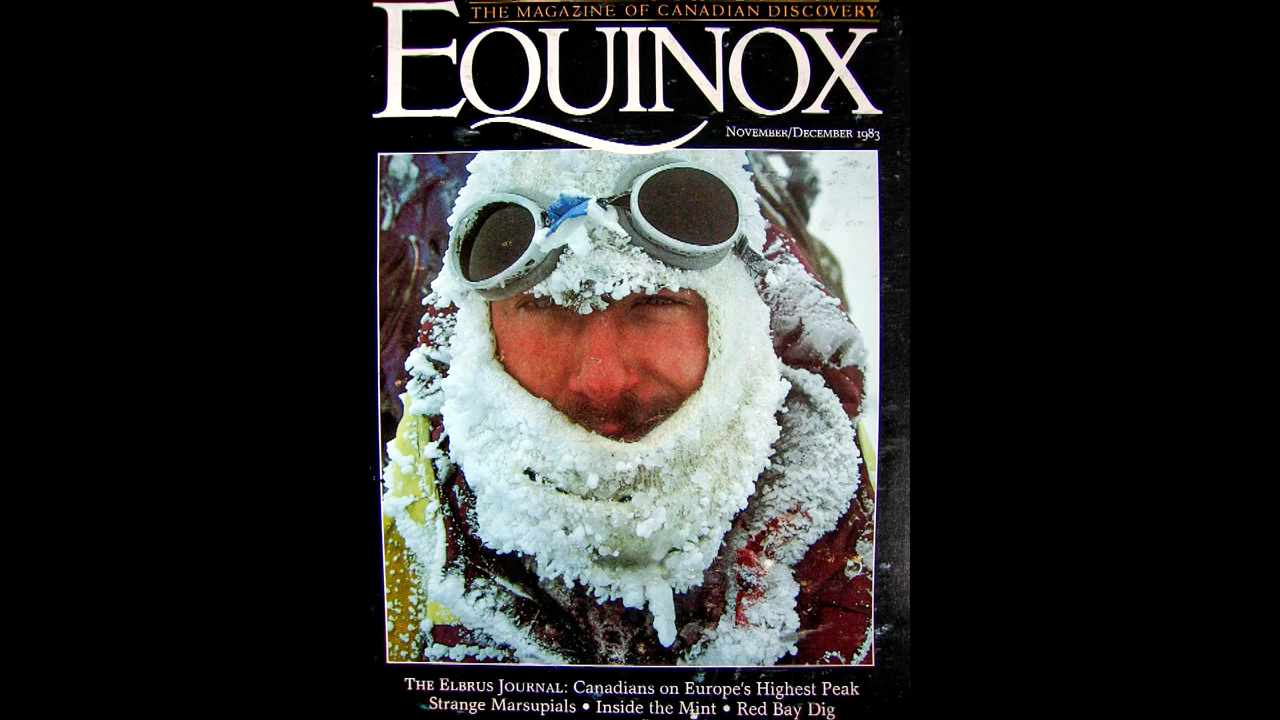 THE MAGAZINE OF CANADIAN DISCOVERY
EQUINOX
NOVEMBER/DECEMBER 1983
THE ELBRUS JOURNAL: Canadians on Europe's Highest Peak
Strange Marsupials • Inside the Mint • Red Bay Dig